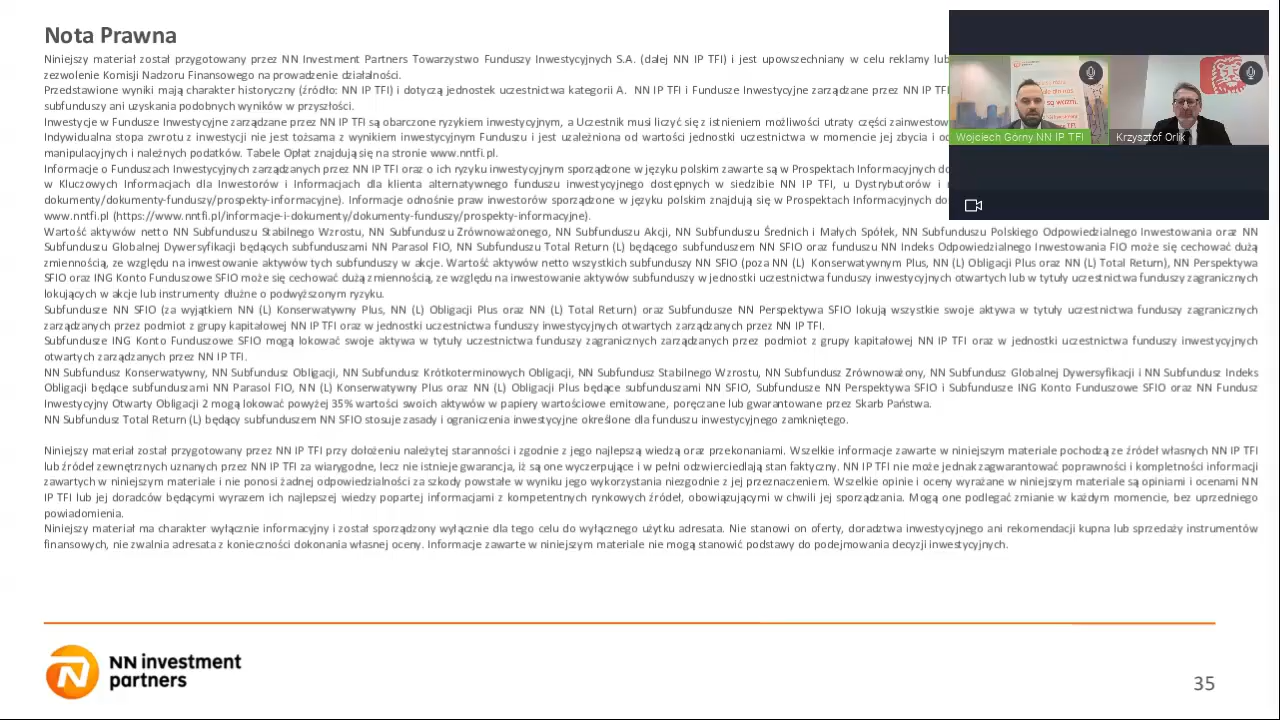 Nota Prawna
Niniejszy materiał został przygotowany przez NN Investment Partners Towarzystwo Funduszy Inwestycyjnych S.A. (dalej NN IP TFI) i jest upowszechniany w celu reklamy lub
zezwolenie Komisji Nadzoru Finansowego na prowadzenie działalności.
Przedstawione wyniki mają charakter historyczny (źródło: NN IP TFI) i dotyczą jednostek uczestnictwa kategorii A. NN IP TFI i Fundusze Inwestycyjne zarządzane przez NN IP
subfunduszy ani uzyskania podobnych wyników w przyszłości.
Inwestycje w Fundusze Inwestycyjne zarządzane przez NN IP TFI są obarczone ryzykiem inwestycyjnym, a Uczestnik musi liczyć się z istnieniem możliwości utraty części
Indywidualna stopa zwrotu z inwestycji nie jest tożsama z wynikiem inwestycyjnym Funduszu i jest uzależniona od wartości jednostki uczestnictwa w momencie jej zbycia i
manipulacyjnych i należnych podatków. Tabele Opłat znajdują się na stronie www.nntfi.pl.
Informacje o Funduszach Inwestycyjnych zarządzanych przez NN IP TFI oraz o ich ryzyku inwestycyjnym sporządzone w języku polskim zawarte są w Prospektach Informacyjnych
w Kluczowych Informacjach dla Inwestorów i Informacjach dla klienta alternatywnego funduszu inwestycyjnego dostępnych w siedzibie NN IP TFI, u Dystrybutorów i
dokumenty/dokumenty-funduszy/prospekty-informacyjne). Informacje odnośnie praw inwestorów sporządzone w języku polskim znajdują się w Prospektach Informacyjnych
www.nntfi.pl (https://www.nntfi.pl/informacje-i-dokumenty/dokumenty-funduszy/prospekty-informacyjne).
Wartość aktywów netto NN Subfunduszu Stabilnego Wzrostu, NN Subfunduszu Zrównoważonego, NN Subfunduszu Akcji, NN Subfunduszu Średnich i Małych Spółek, NN Subfunduszu Polskiego Odpowiedzialnego Inwestowania oraz NN
Subfunduszu Globalnej Dywersyfikacji będących subfunduszami NN Parasol FIO, NN Subfunduszu Total Return (L) będącego subfunduszem NN SFIO oraz funduszu NN Indeks Odpowiedzialnego Inwestowania FIO może się cechować dużą
zmiennością, ze względu na inwestowanie aktywów tych subfunduszy w akcje. Wartość aktywów netto wszystkich subfunduszy NN SFIO (poza NN (L) Konserwatywnym Plus, NN (L) Obligacji Plus oraz NN (L) Total Return), NN Perspektywa
SFIO oraz ING Konto Funduszowe SFIO może się cechować dużą zmiennością, ze względu na inwestowanie aktywów subfunduszy w jednostki uczestnictwa funduszy inwestycyjnych otwartych lub w tytuły uczestnictwa funduszy zagranicznych
lokujących w akcje lub instrumenty dłużne o podwyższonym ryzyku.
Subfundusze NN SFIO (za wyjątkiem NN (L) Konserwatywny Plus, NN (L) Obligacji Plus oraz NN (L) Total Return) oraz Subfundusze NN Perspektywa SFIO lokują wszystkie swoje aktywa w tytuły uczestnictwa funduszy zagranicznych
zarządzanych przez podmiot z grupy kapitałowej NN IP TFI oraz w jednostki uczestnictwa funduszy inwestycyjnych otwartych zarządzanych przez NN IP TFI.
Subfundusze ING Konto Funduszowe SFIO mogą lokować swoje aktywa w tytuły uczestnictwa funduszy zagranicznych zarządzanych przez podmiot z grupy kapitałowej NN IP TFI oraz w jednostki uczestnictwa funduszy inwestycyjnych
otwartych zarządzanych przez NN IP TFI.
NN Subfundusz Konserwatywny, NN Subfundusz Obligacji, NN Subfundusz Krótkoterminowych Obligacji, NN Subfundusz Stabilnego Wzrostu, NN Subfundusz Zrównoważony, NN Subfundusz Globalnej Dywersyfikacji i NN Subfundusz Indeks
Obligacji będące subfunduszami NN Parasol FIO, NN (L) Konserwatywny Plus oraz NN (L) Obligacji Plus będące subfunduszami NN SFIO, Subfundusze NN Perspektywa SFIO i Subfundusze ING Konto Funduszowe SFIO oraz NN Fundusz
Inwestycyjny Otwarty Obligacji 2 mogą lokować powyżej 35% wartości swoich aktywów w papiery wartościowe emitowane, poręczane lub gwarantowane przez Skarb Państwa.
NN Subfundusz Total Return (L) będący subfunduszem NN SFIO stosuje zasady i ograniczenia inwestycyjne określone dla funduszu inwestycyjnego zamkniętego.
Niniejszy materiał został przygotowany przez NN IP TFI przy dołożeniu należytej staranności i zgodnie z jego najlepszą wiedzą oraz przekonaniami. Wszelkie informacje zawarte w niniejszym materiale pochodzą ze źródeł własnych NN IP TFI
lub źródeł zewnętrznych uznanych przez NN IP TFI za wiarygodne, lecz nie istnieje gwarancja, iż są one wyczerpujące i w pełni odzwierciedlają stan faktyczny. NN IP TFI nie może jednak zagwarantować poprawności i kompletności informacji
zawartych w niniejszym materiale i nie ponosi żadnej odpowiedzialności za szkody powstałe w wyniku jego wykorzystania niezgodnie z jej przeznaczeniem. Wszelkie opinie i oceny wyrażane w niniejszym materiale są opiniami i ocenami NN
IP TFI lub jej doradców będącymi wyrazem ich najlepszej wiedzy popartej informacjami z kompetentnych rynkowych źródeł, obowiązującymi w chwili jej sporządzania. Mogą one podlegać zmianie w każdym momencie, bez uprzedniego
powiadomienia.
Niniejszy materiał ma charakter wyłącznie informacyjny i został sporządzony wyłącznie dla tego celu do wyłącznego użytku adresata. Nie stanowi on oferty, doradztwa inwestycyjnego ani rekomendacji kupna lub sprzedaży instrumentów
finansowych, nie zwalnia adresata z konieczności dokonania własnej oceny. Informacje zawarte w niniejszym materiale nie mogą stanowić podstawy do podejmowania decyzji inwestycyjnych.
Wojciech Górny NN IP TFI
Krzysztof Orlik
NN investment
partners
35